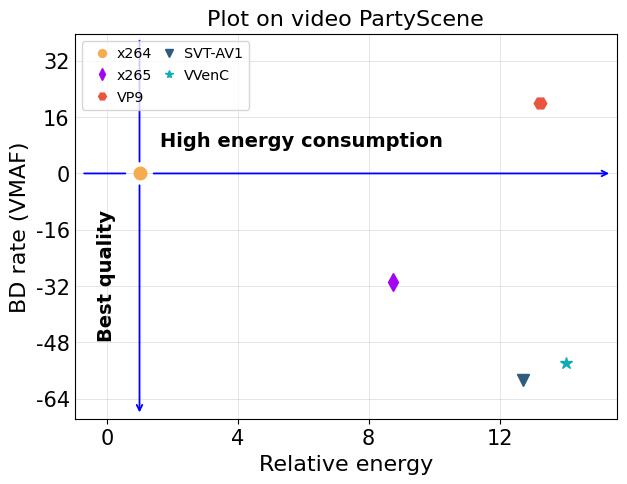 Plot on video PartyScene
x264
x265
VP9
SVT-AV1
VVenC
High energy consumption
Best quality
BD rate (VMAF)
32
16
0
-16
-32
-48
-64
0 4 8 12
Relative energy